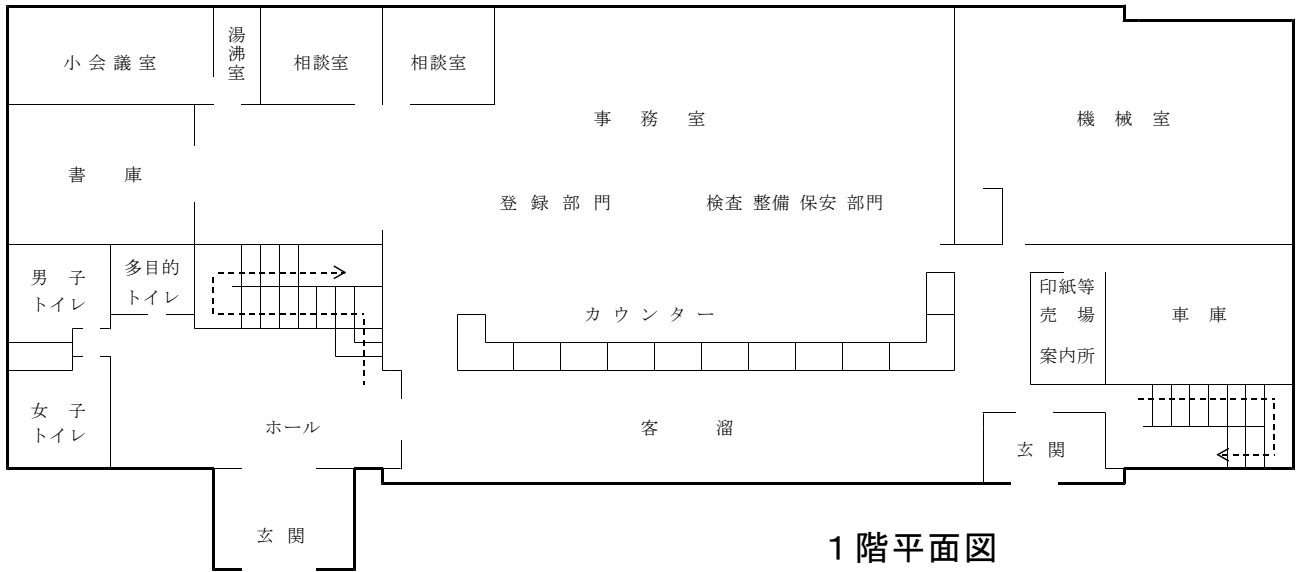 小会議室
湯沸室
相談室
相談室
事務室
機械室
書庫
登録部門
検査 整備 保安 部門
男子
トイレ
多目的
トイレ
カウンター
印紙等
売場
案内所
車庫
女子
トイレ
ホール
客溜
玄関
玄関
1階平面図